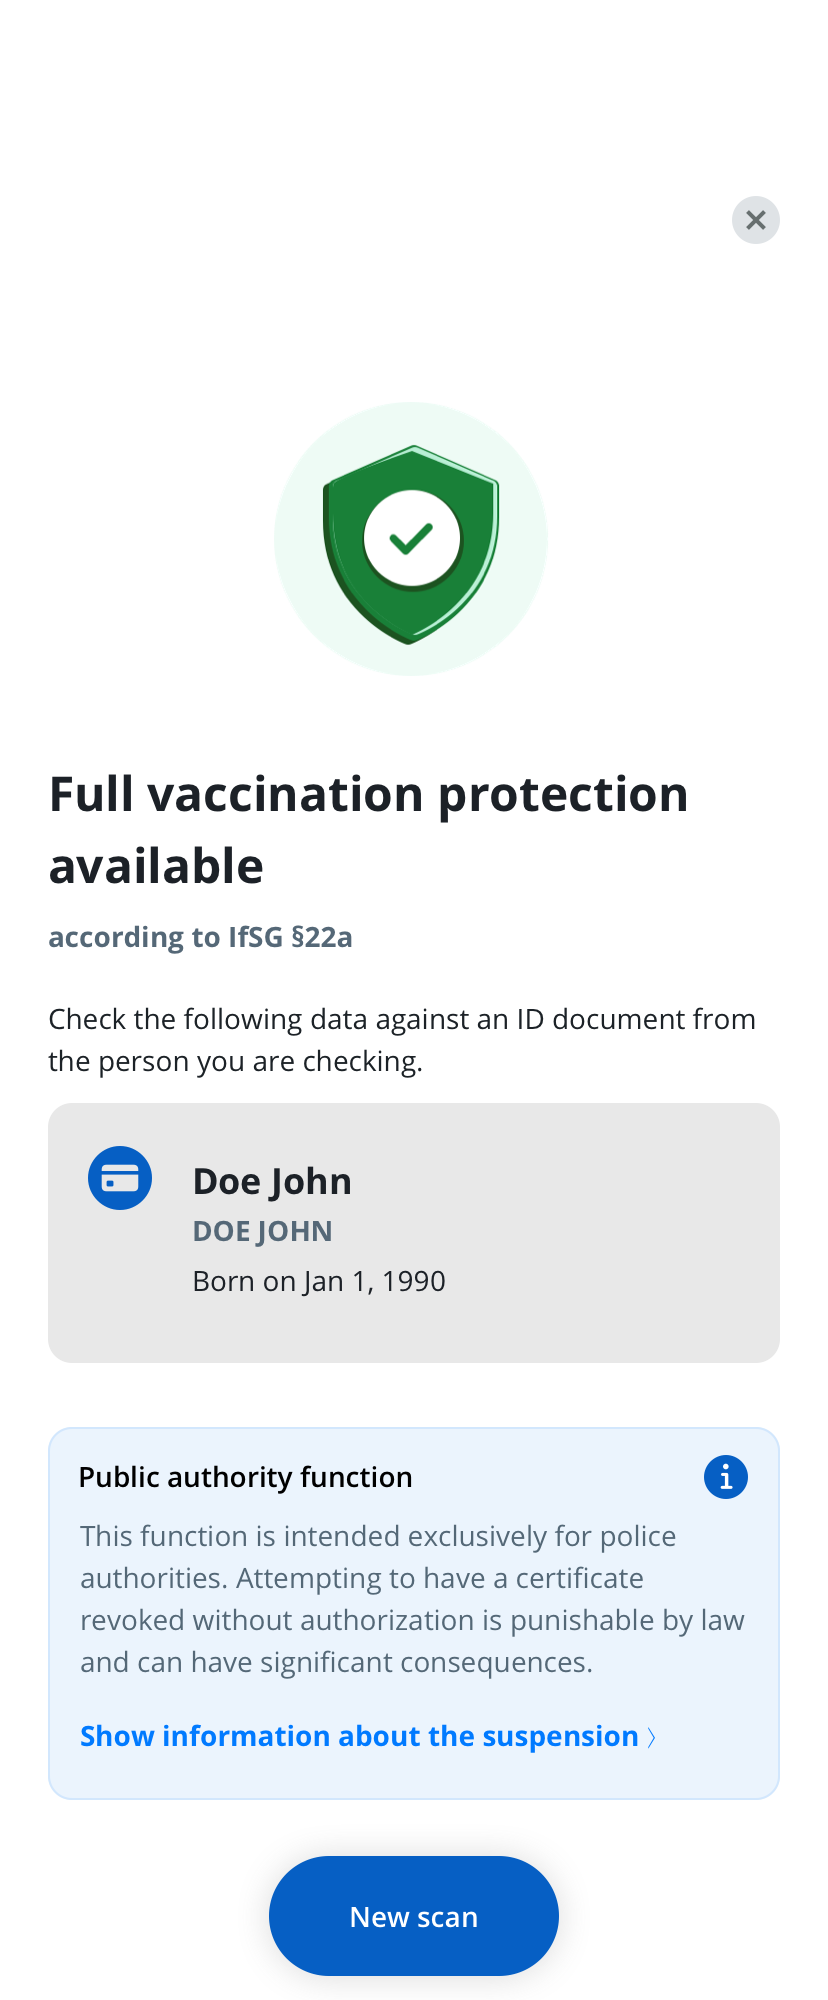 Full vaccination protection
available
according to IfSG §22a
Check the following data against an ID document from
the person you are checking.
Doe John
DOE JOHN
Born on Jan 1, 1990
Public authority function
This function is intended exclusively for police
authorities. Attempting to have a certificate
revoked without authorization is punishable by law
and can have significant consequences.
Show information about the suspension
New scan